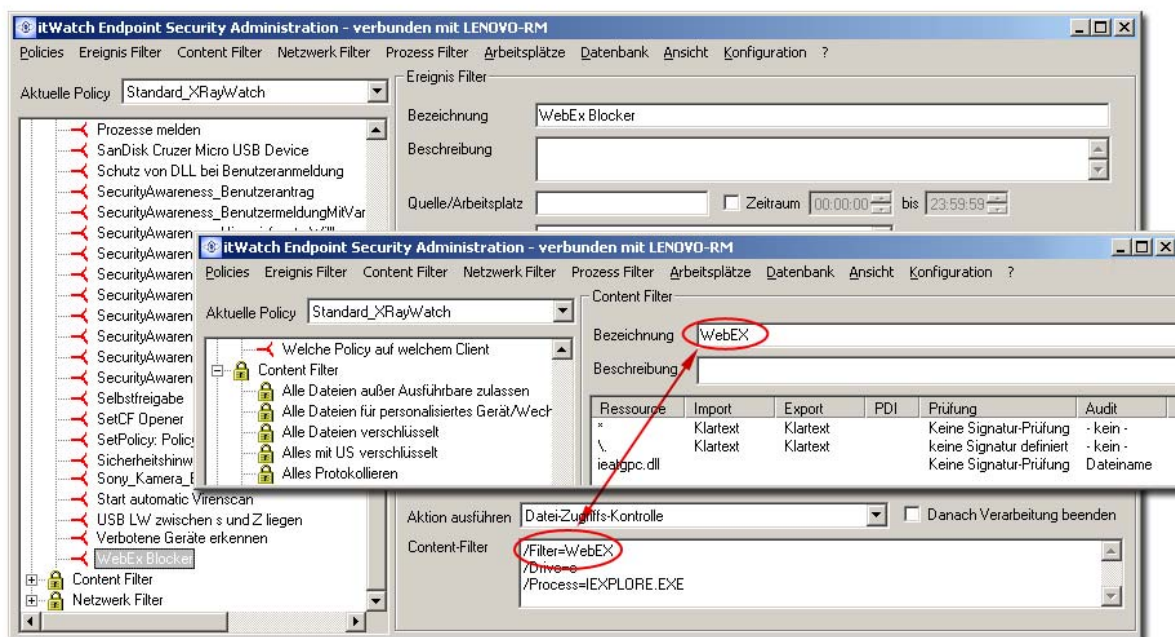 itWatch Endpoint Security Administration - verbunden mit LENOVO-RM
Policies Ereignis Filter Content Filter Netzwerk Filter Prozess Filter Arbeitsplätze Datenbank Ansicht Konfiguration ?
Aktuelle Policy Standard_XRayWatch
Prozesse melden
SanDisk Cruzer Micro USB Device
Schutz von DLL bei Benutzeranmeldung
SecurityAwareness_Benutzerantrag
SecurityAwareness_BenutzermeldungMitVar
SecurityAwaren
SecurityAwaren
SecurityAwaren
SecurityAwaren
SecurityAwaren
SecurityAwaren
SecurityAwaren
SecurityAwaren
Selbstfreigabe
SetCF Opener
SetPolicy: Policy
Sicherheitshinw
Sony_Kamera_E
Start automatic Virenscan
USB LW zwischen s und Z liegen
Verbotene Geräte erkennen
WebEx Blocker
Content Filter
Netzwerk Filter
Ereignis Filter
Bezeichnung WebEx Blocker
Beschreibung
Quelle/Arbeitsplatz Zeitraum 00:00:00 bis 23:59:59
itWatch Endpoint Security Administration - verbunden mit LENOVO-RM
Policies Ereignis Filter Content Filter Netzwerk Filter Prozess Filter Arbeitsplätze Datenbank Ansicht Konfiguration ?
Aktuelle Policy Standard_XRayWatch
Welche Policy auf welchem Client
Content Filter
Alle Dateien außer Ausführbare zulassen
Alle Dateien für personalisiertes Gerät/Wech
Alle Dateien verschlüsselt
Alles mit US verschlüsselt
Alles Protokollieren
Content Filter
Bezeichnung WebEX
Beschreibung
Ressource Import Export PDI Prüfung Audit
* Klartext Klartext Keine Signatur-Prüfung - kein -
\. Klartext Klartext keine Signatur definiert - kein -
ieatgpc.dll Keine Signatur-Prüfung Dateiname
Aktion ausführen Datei-Zugriffs-Kontrolle Danach Verarbeitung beenden
Content-Filter /Filter=WebEX
/Process=IEXPLORE.EXE